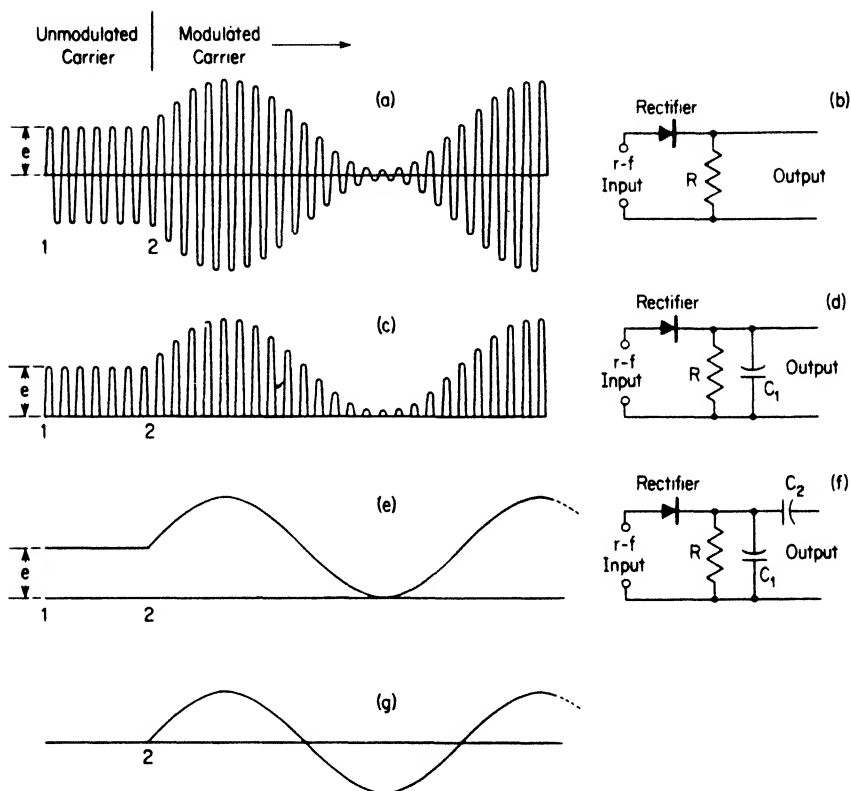 Unmodulated
Carrier
Modulated
Carrier
(a)
e
1
2
Rectifier
(b)
r-f
Input
R
Output
(c)
e
1
2
Rectifier
(d)
r-f
Input
R
C1
Output
(e)
e
1
2
Rectifier
C2
(f)
r-f
Input
R
C1
Output
(g)
2